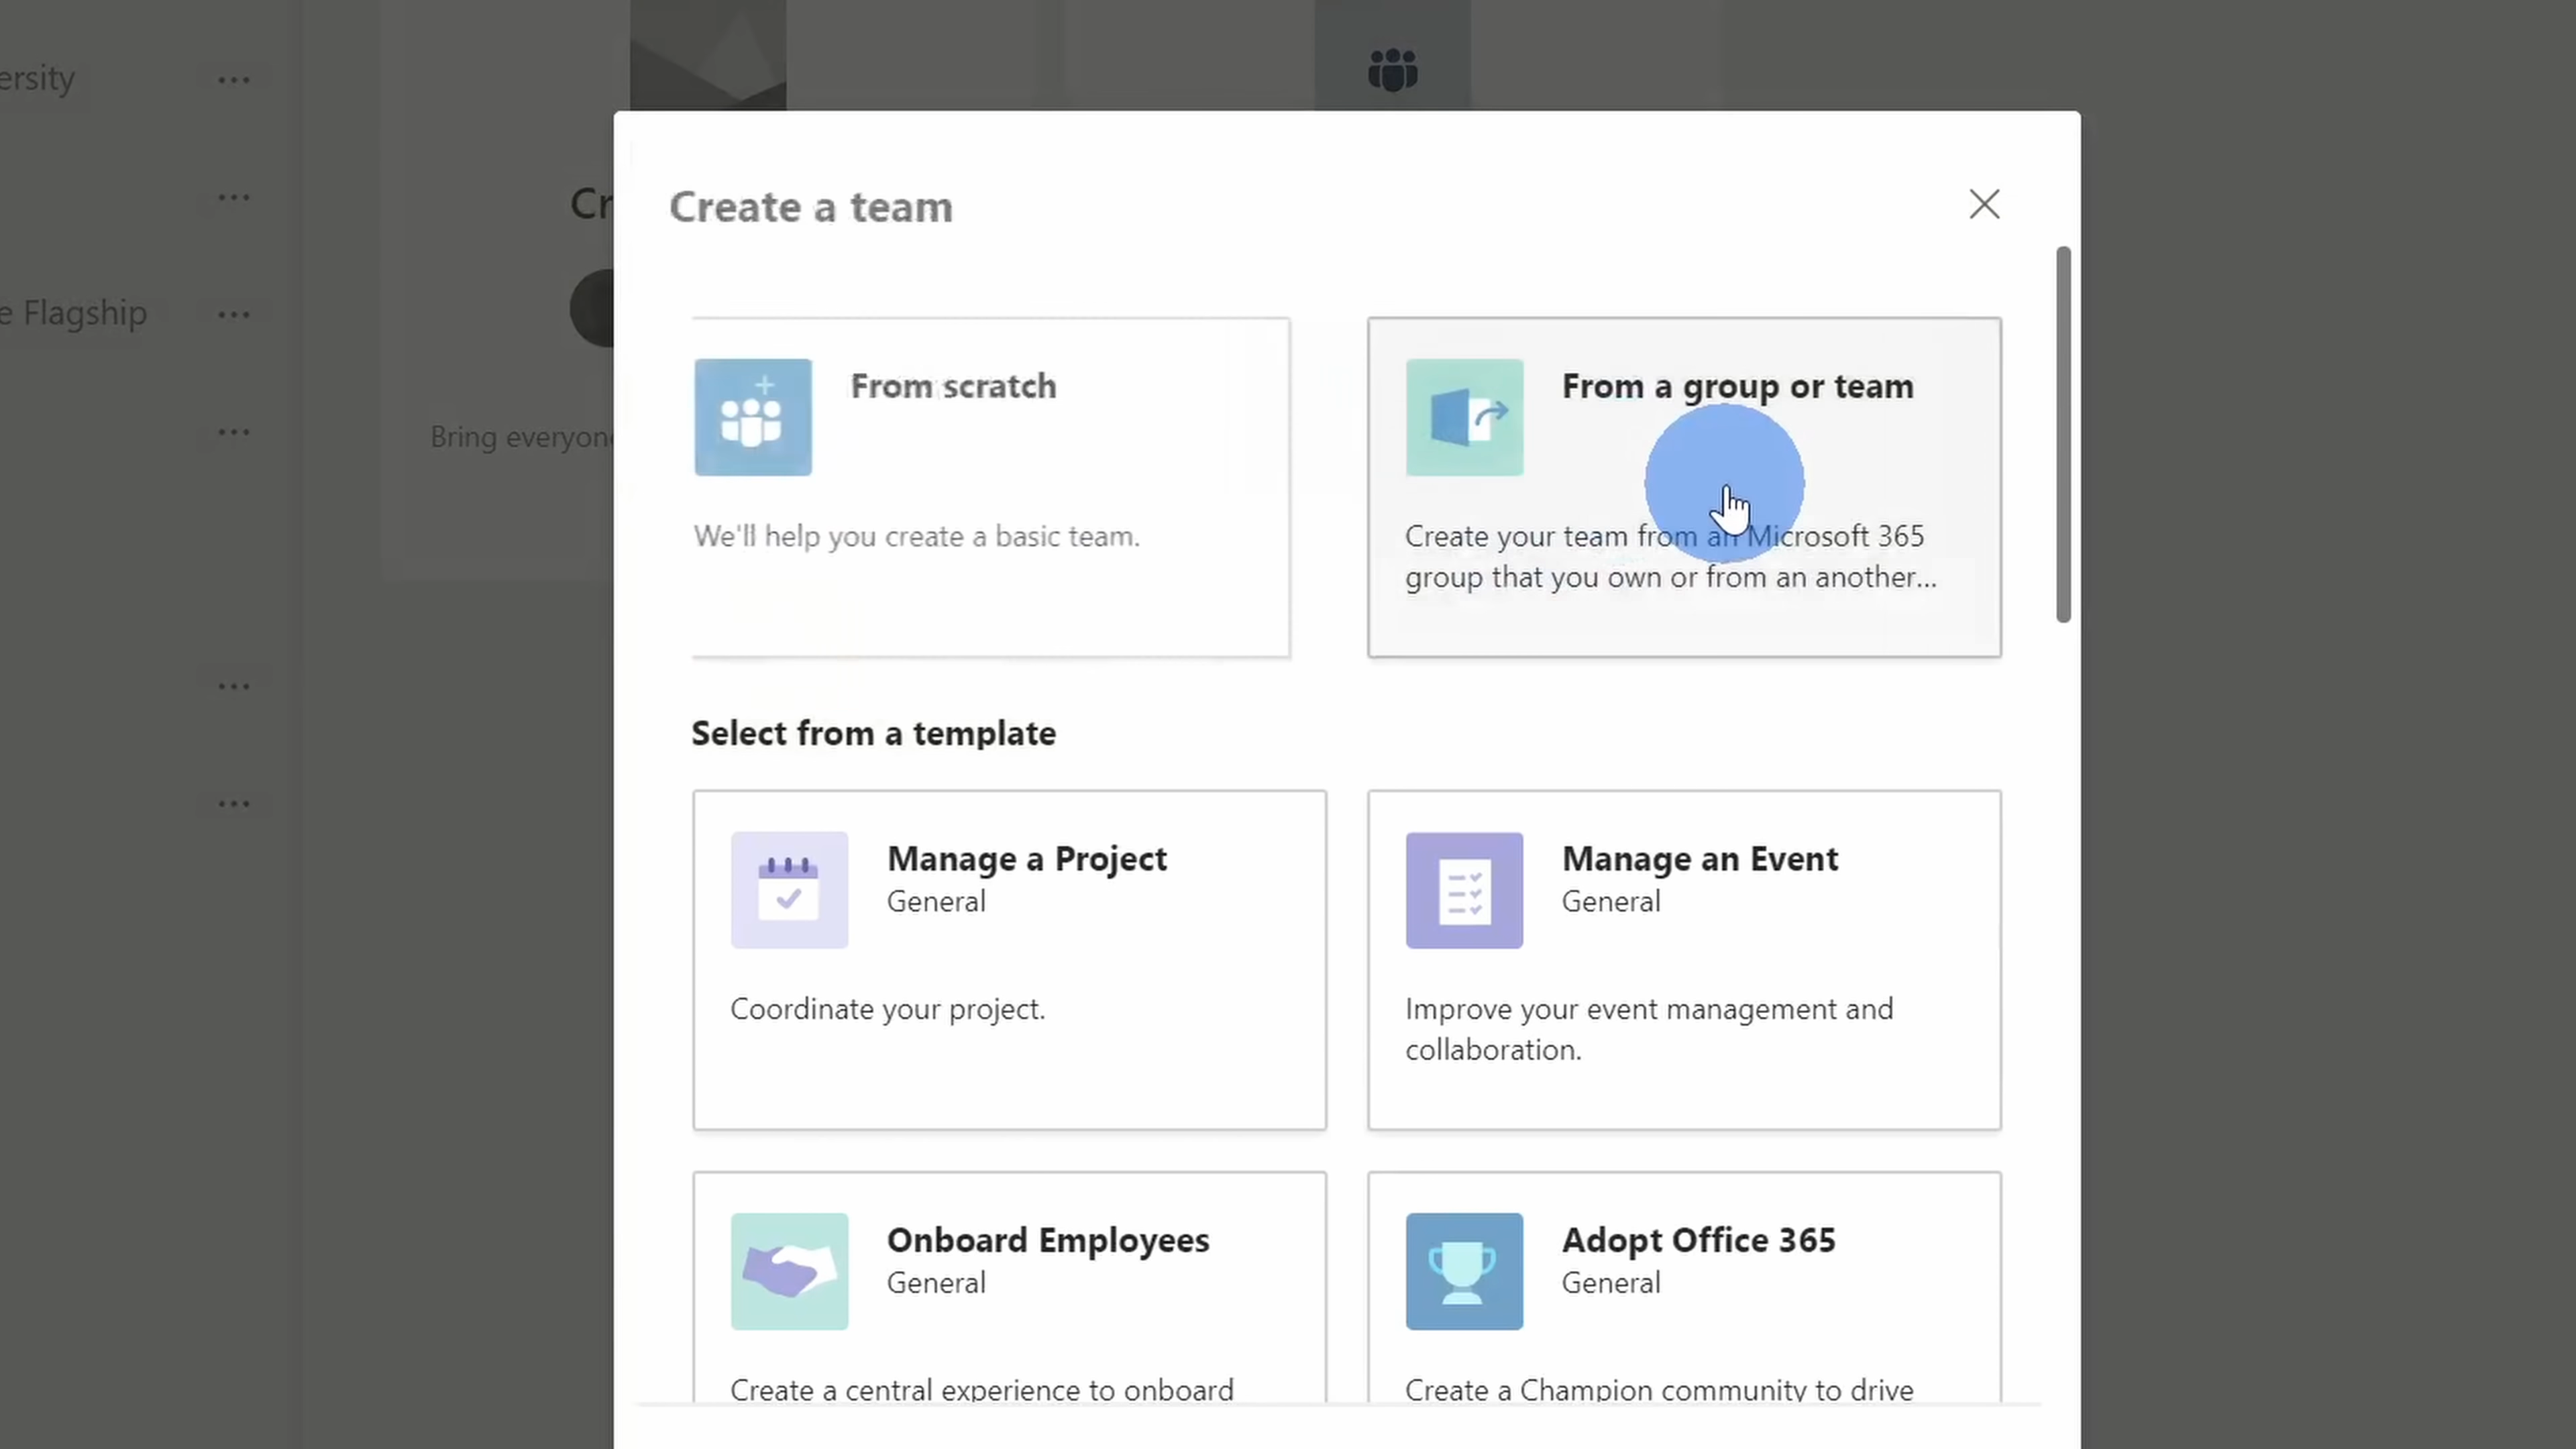 ersity
e Flagship
Cr
Bring everyone
Create a team
From scratch
We'll help you create a basic team.
From a group or team
Create your team from an Microsoft 365
group that you own or from an another...
Select from a template
Manage a Project
General
Coordinate your project.
Manage an Event
General
Improve your event management and
collaboration.
Onboard Employees
General
Create a central experience to onboard
Adopt Office 365
General
Create a Champion community to drive